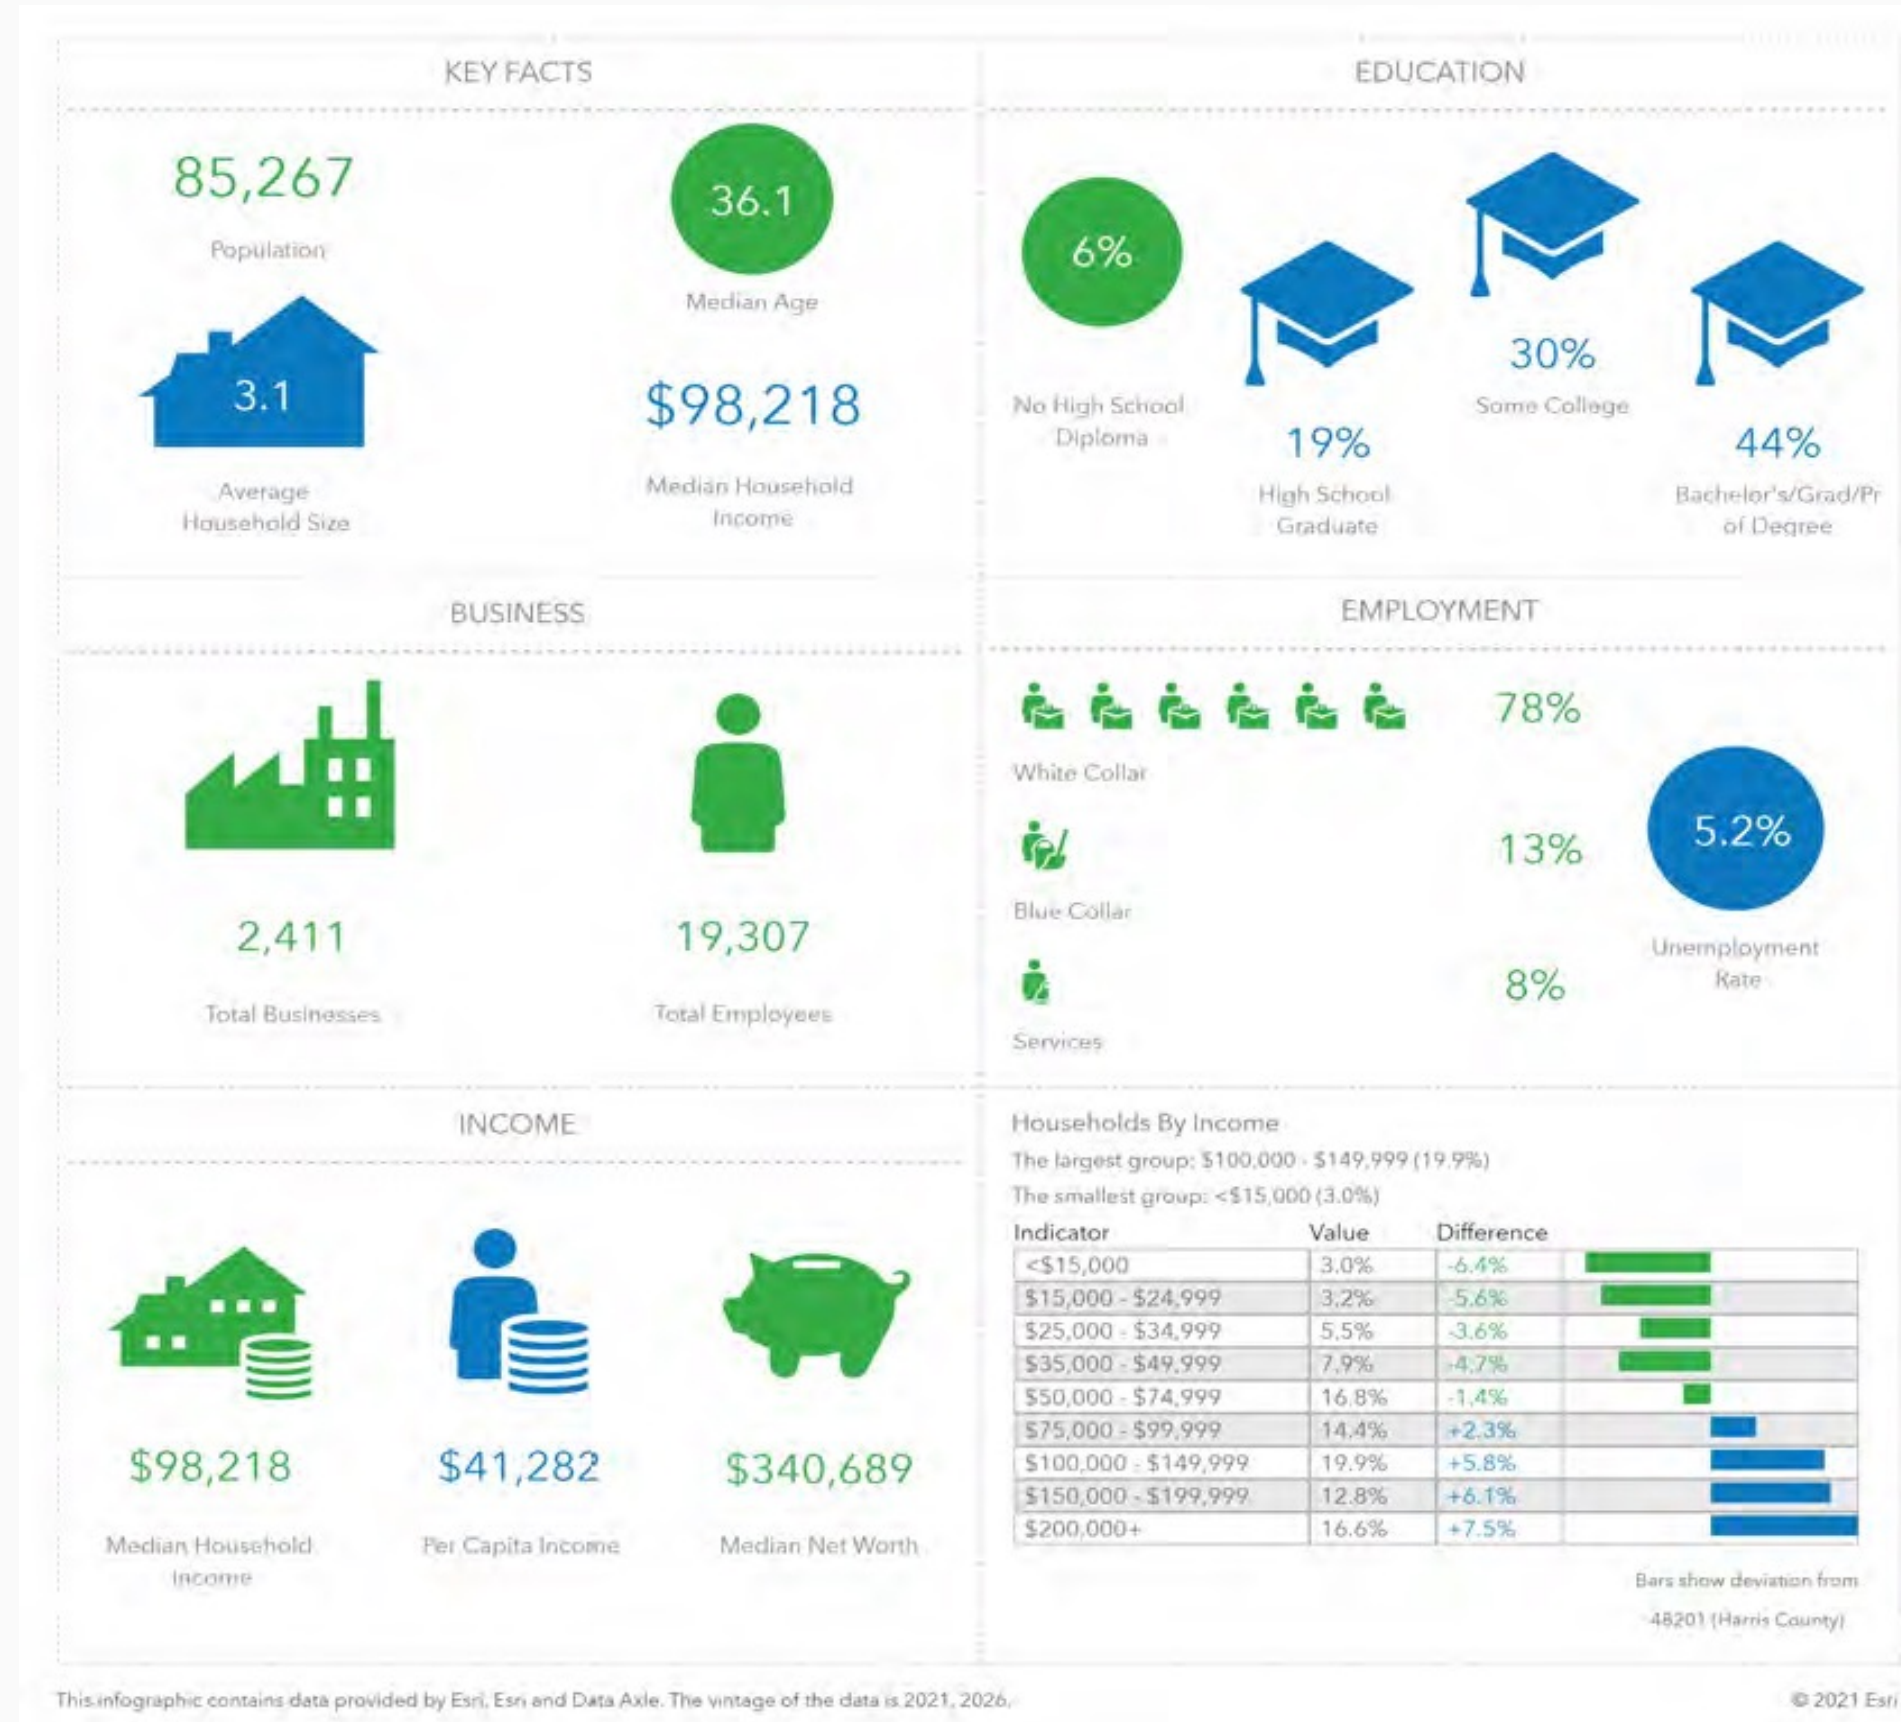 KEY FACTS
85,267
Population
36.1
Median Age
3.1
Average
Household Size
$98,218
Median Household
Income
EDUCATION
6%
No High School
Diploma
19%
High School
Graduate
30%
Some College
44%
Bachelor's/Grad/Pr
of Degree
BUSINESS
2,411
Total Businesses
19,307
Total Employees
EMPLOYMENT
78%
White Collar
13%
Blue Collar
8%
Services
5.2%
Unemployment
Rate
INCOME
$98,218
Median Household
Income
$41,282
Per Capita Income
$340,689
Median Net Worth
Households By Income
The largest group: $100,000 - $149,999 (19.9%)
The smallest group: <$15,000 (3.0%)
Indicator Value Difference
<$15,000 3.0% -6.4%
$15,000 - $24,999 3.2% -5.6%
$25,000 - $34,999 5.5% -3.6%
$35,000 - $49,999 7.9% -4.7%
$50,000 - $74,999 16.8% -1.4%
$75,000 - $99,999 14.4% +2.3%
$100,000 - $149,999 19.9% +5.8%
$150,000 - $199,999 12.8% +6.1%
$200,000+ 16.6% +7.5%
Bars show deviation from
48201 (Harris County)
This infographic contains data provided by Esri, Esri and Data Axle. The vintage of the data is 2021, 2026.
© 2021 Esri